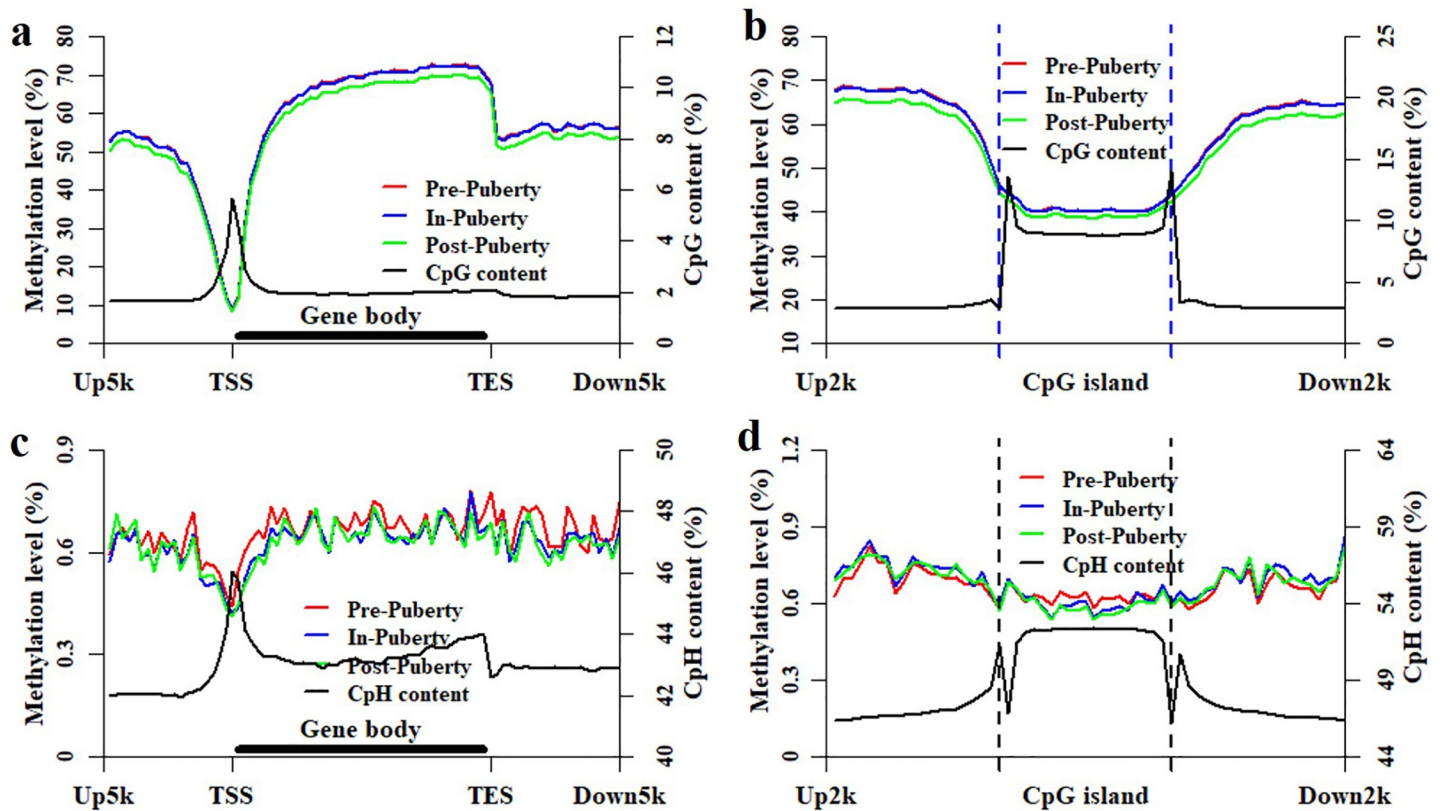 a
80
70
60
50
40
30
20
10
0
Methylation level (%)
12
10
8
6
4
2
0
CpG content (%)
Pre-Puberty
In-Puberty
Post-Puberty
CpG content
Gene body
Up5k TSS TES Down5k
b
80
70
60
50
40
30
20
10
Methylation level (%)
25
20
15
10
5
0
CpG content (%)
Pre-Puberty
In-Puberty
Post-Puberty
CpG content
Up2k CpG island Down2k
c
0.9
0.6
0.3
0
Methylation level (%)
50
48
46
44
42
40
CpH content (%)
Pre-Puberty
In-Puberty
Post-Puberty
CpH content
Gene body
Up5k TSS TES Down5k
d
1.2
0.9
0.6
0.3
0
Methylation level (%)
64
59
54
49
44
CpH content (%)
Pre-Puberty
In-Puberty
Post-Puberty
CpH content
Up2k CpG island Down2k